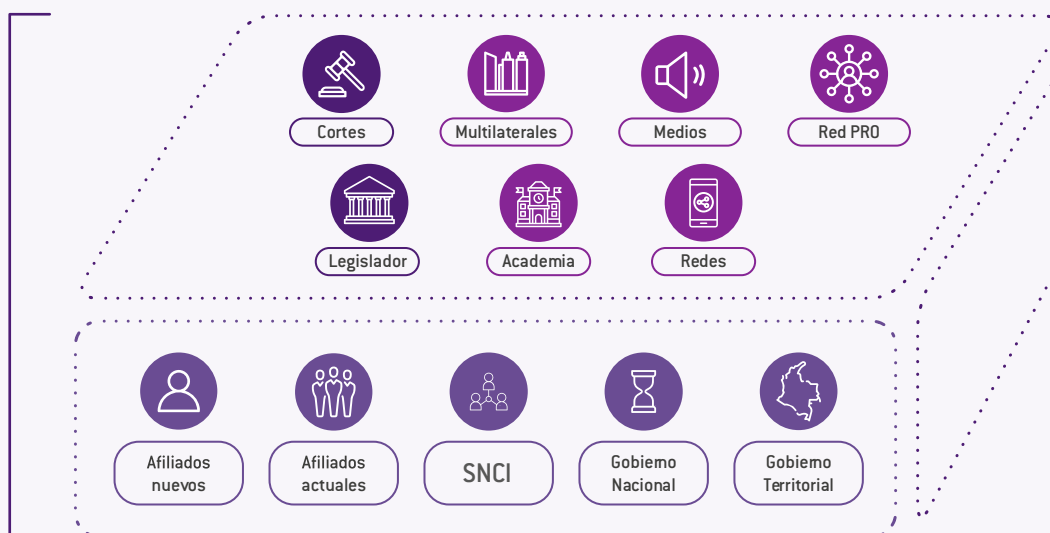 Cortes
Multilaterales
Medios
Red PRO
Legislador
Academia
Redes
Afiliados
nuevos
Afiliados
actuales
SNCI
Gobierno
Nacional
Gobierno
Territorial